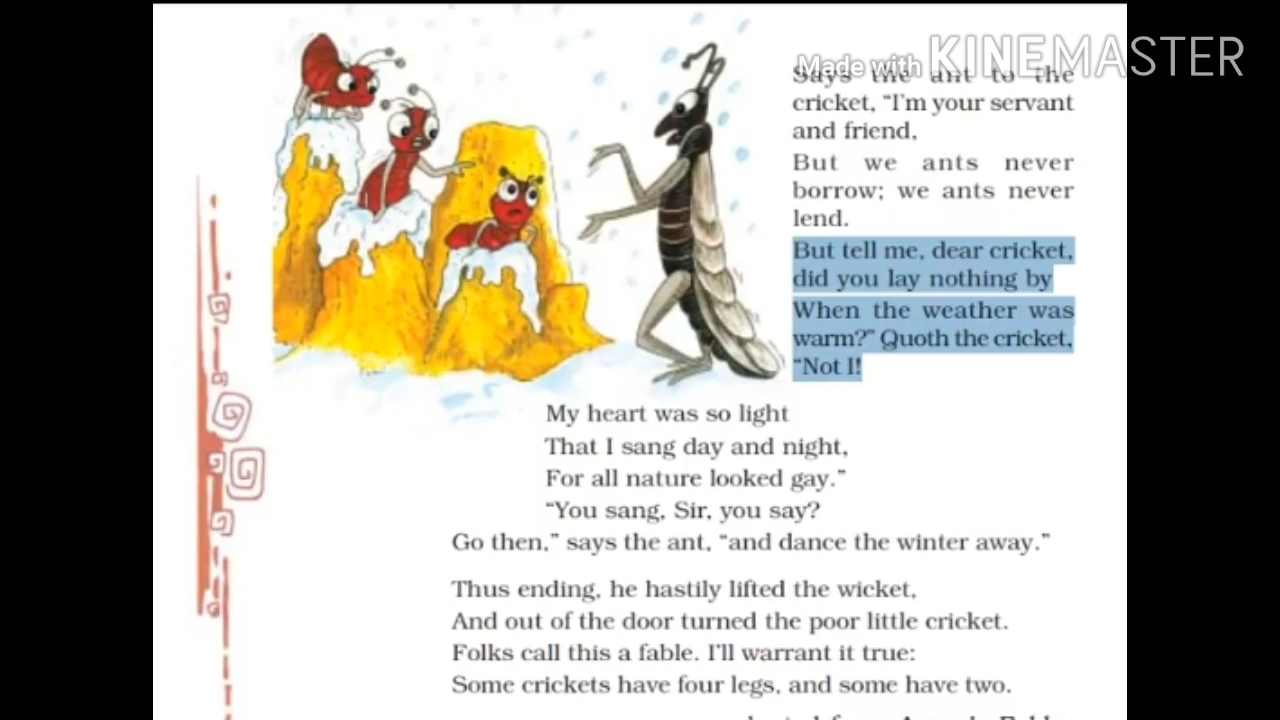 Made with KINEMASTER
Says the ant to the
cricket, “I’m your servant
and friend,
But we ants never
borrow; we ants never
lend.
But tell me, dear cricket,
did you lay nothing by
When the weather was
warm?” Quoth the cricket,
“Not I!
My heart was so light
That I sang day and night,
For all nature looked gay.”
“You sang, Sir, you say?
Go then,” says the ant, “and dance the winter away.”
Thus ending, he hastily lifted the wicket,
And out of the door turned the poor little cricket.
Folks call this a fable. I’ll warrant it true:
Some crickets have four legs, and some have two.